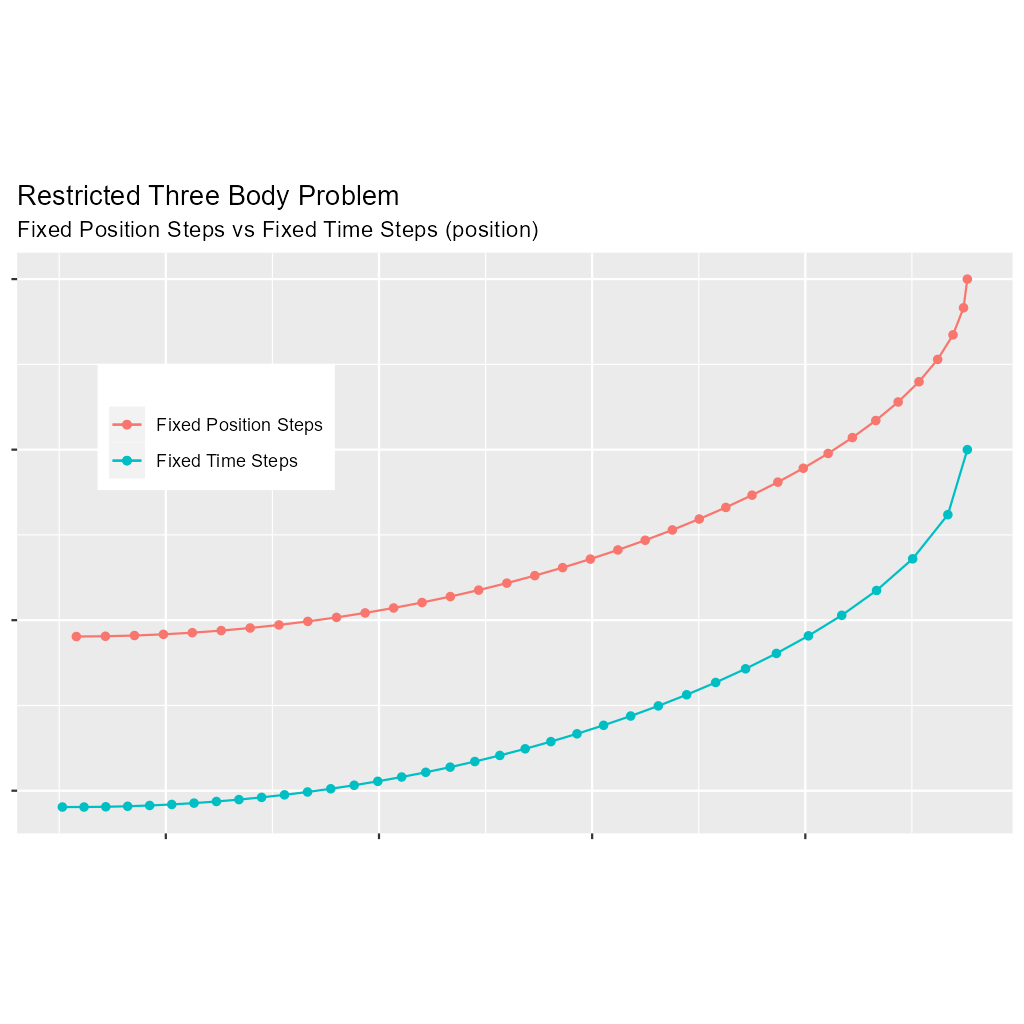 Restricted Three Body Problem
Fixed Position Steps vs Fixed Time Steps (position)
Fixed Position Steps
Fixed Time Steps